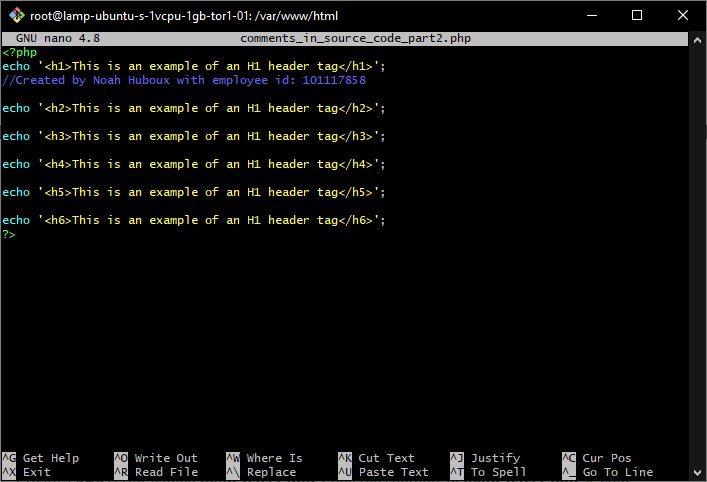 root@lamp-ubuntu-s-1vcpu-1gb-tor1-01: /var/www/html
GNU nano 4.8 comments_in_source_code_part2.php
<?php
echo '<h1>This is an example of an H1 header tag</h1>';
//Created by Noah Huboux with employee id: 101117858
echo '<h2>This is an example of an H1 header tag</h2>';
echo '<h3>This is an example of an H1 header tag</h3>';
echo '<h4>This is an example of an H1 header tag</h4>';
echo '<h5>This is an example of an H1 header tag</h5>';
echo '<h6>This is an example of an H1 header tag</h6>';
?>
^G Get Help ^O Write Out ^W Where Is ^K Cut Text ^J Justify ^C Cur Pos
^X Exit ^R Read File ^\ Replace ^U Paste Text ^T To Spell ^_ Go To Line